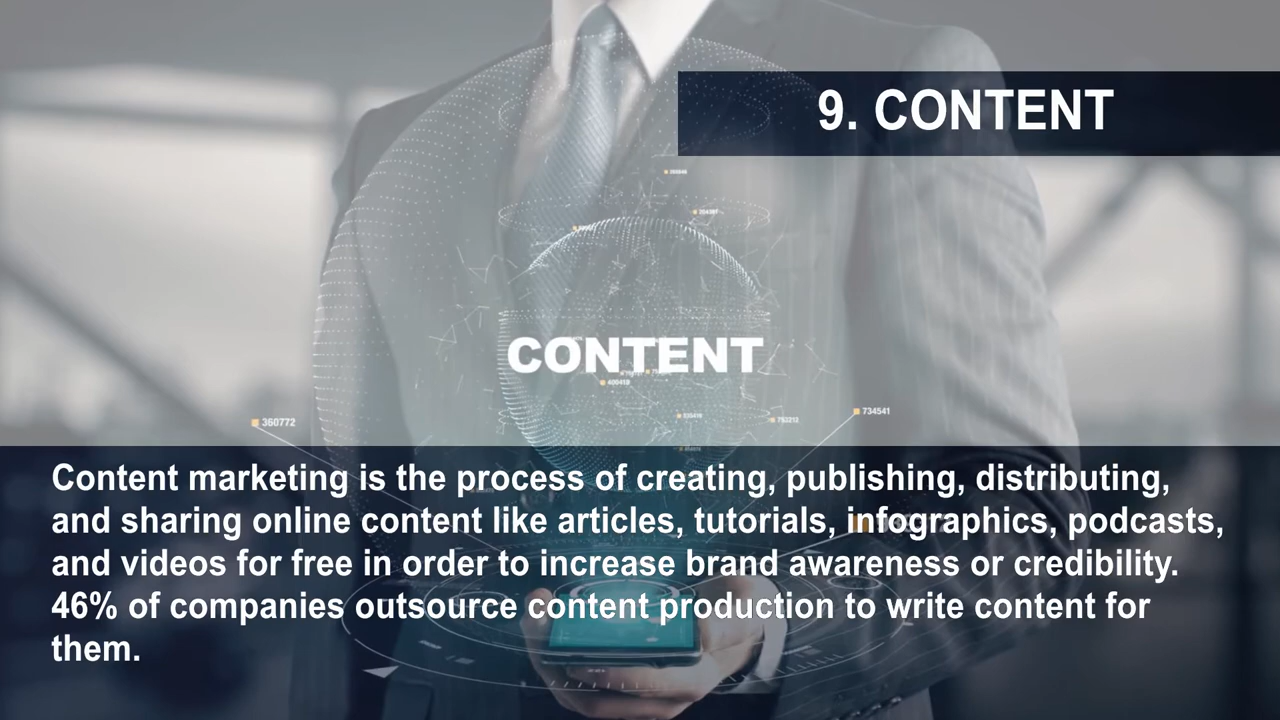 9. CONTENT
204397
CONTENT
400419
360772
734541
Content marketing is the process of creating, publishing, distributing,
and sharing online content like articles, tutorials, infographics, podcasts,
and videos for free in order to increase brand awareness or credibility.
46% of companies outsource content production to write content for
them.